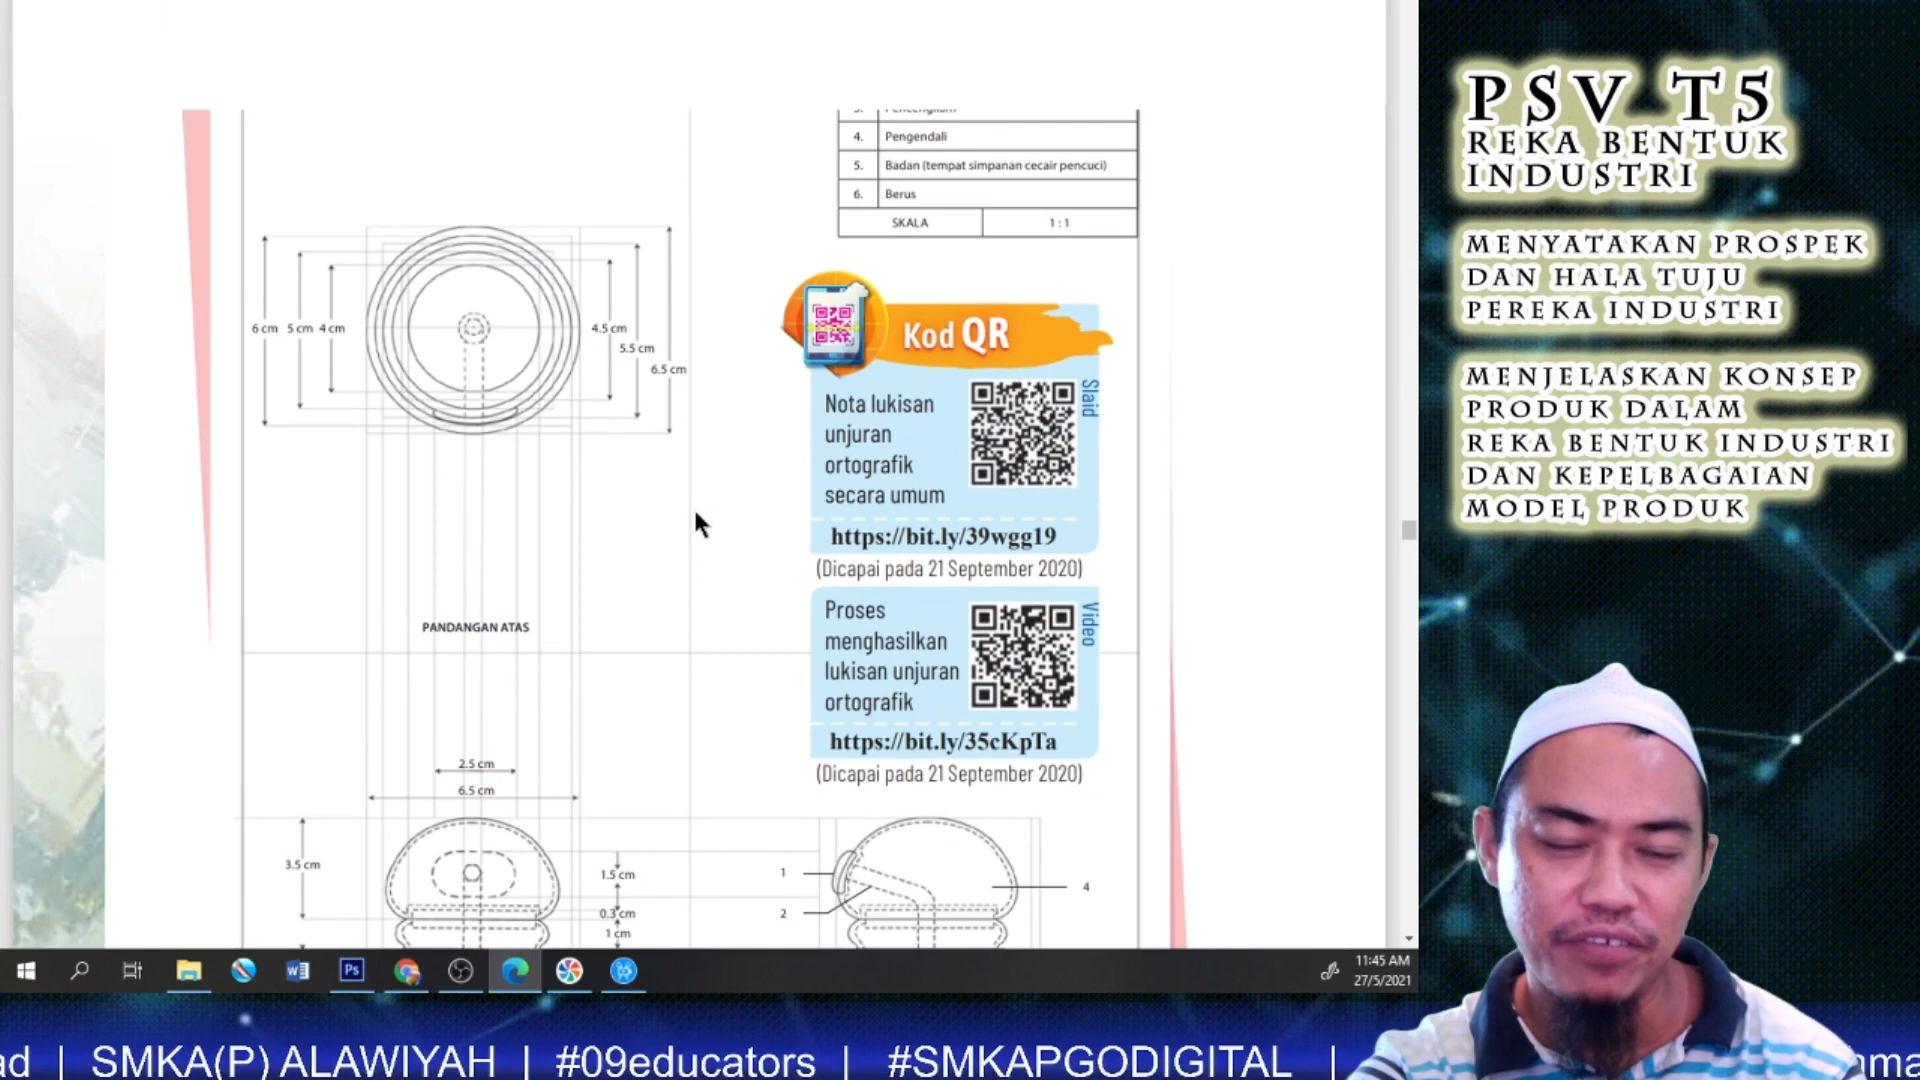 4. Pengendali
5. Badan (tempat simpanan cecair pencuci)
6. Berus
SKALA 1 : 1
6 cm 5 cm 4 cm
4.5 cm
5.5 cm
6.5 cm
PANDANGAN ATAS
2.5 cm
6.5 cm
3.5 cm
1.5 cm
0.3 cm
1 cm
1
2
4
Kod QR
Nota lukisan
unjuran
ortografik
secara umum
Slaid
https://bit.ly/39wgg19
(Dicapai pada 21 September 2020)
Proses
menghasilkan
lukisan unjuran
ortografik
Video
https://bit.ly/35cKpTa
(Dicapai pada 21 September 2020)
PSV T5
REKA BENTUK
INDUSTRI
MENYATAKAN PROSPEK
DAN HALA TUJU
PEREKA INDUSTRI
MENJELASKAN KONSEP
PRODUK DALAM
REKA BENTUK INDUSTRI
DAN KEPELBAGAIAN
MODEL PRODUK
Ps
11:45 AM
27/5/2021
ad | SMKA(P) ALAWIYAH | #09educators | #SMKAPGODIGITAL |